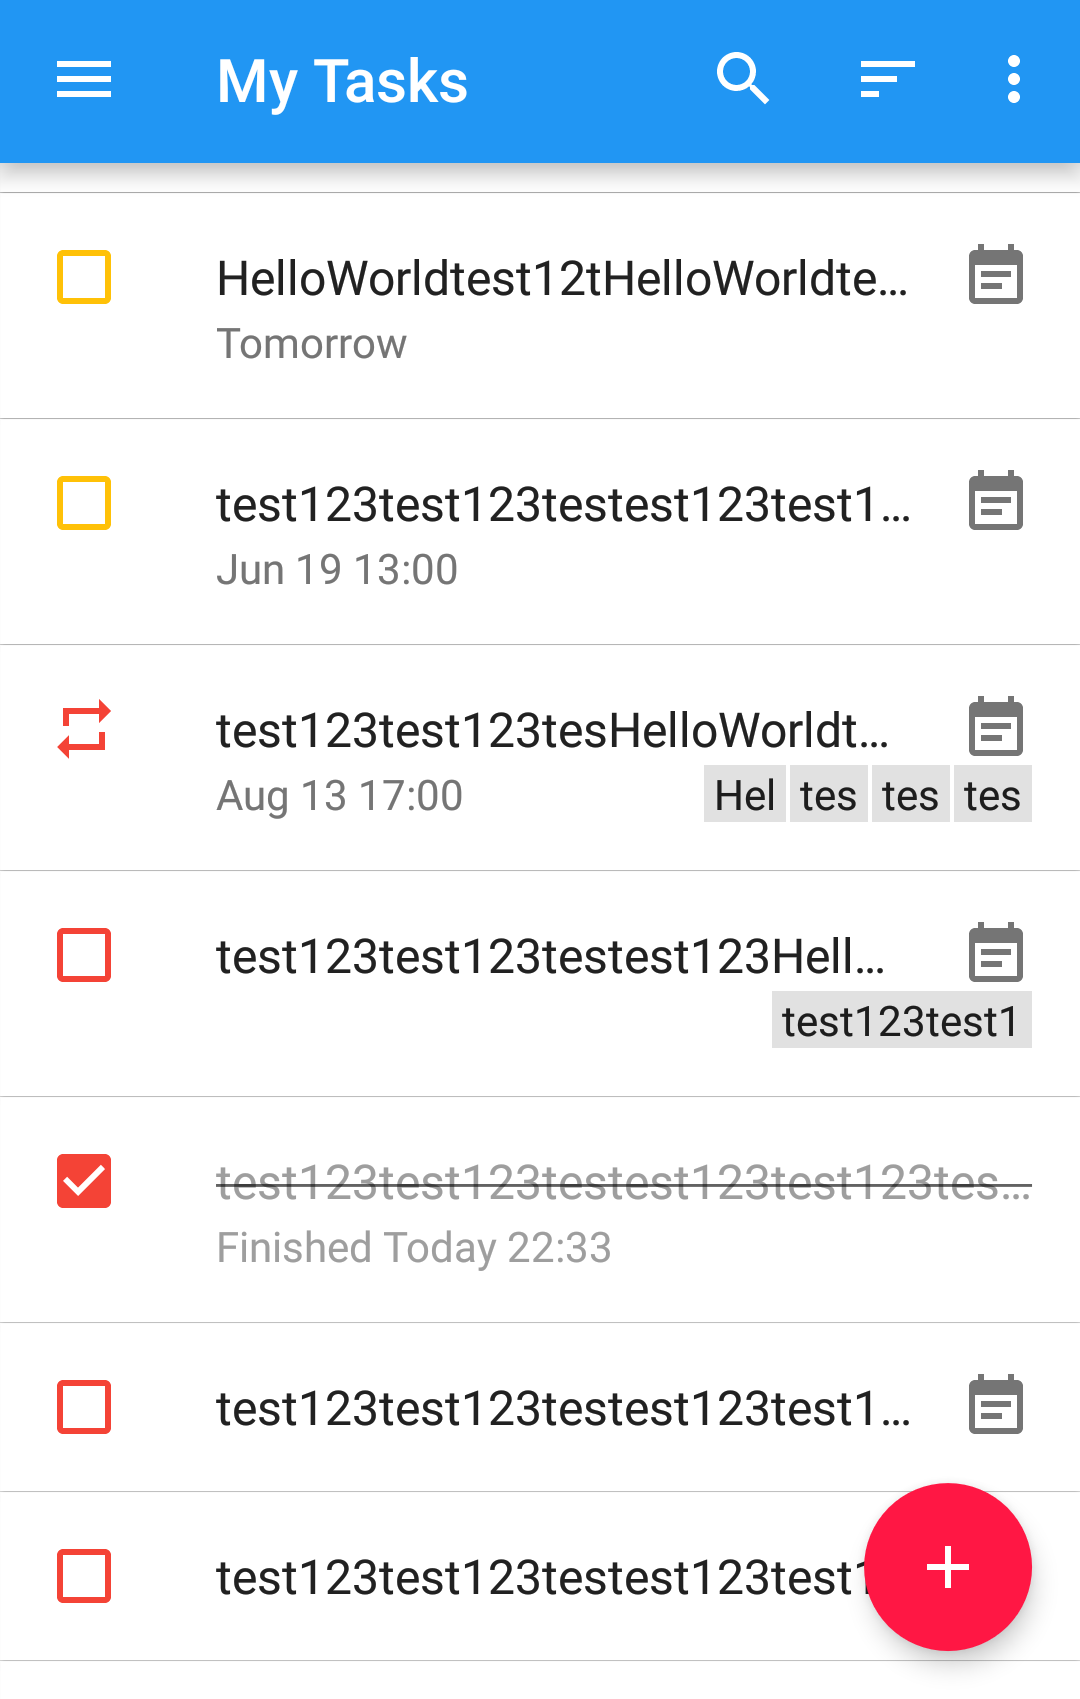 My Tasks
HelloWorldtest12tHelloWorldte...
Tomorrow
test123test123testest123test1...
Jun 19 13:00
test123test123tesHelloWorldt...
Aug 13 17:00 Hel tes tes tes
test123test123testest123Hell...
test123test1
test123test123testest123test123tes...
Finished Today 22:33
test123test123testest123test1...
test123test123testest123test1